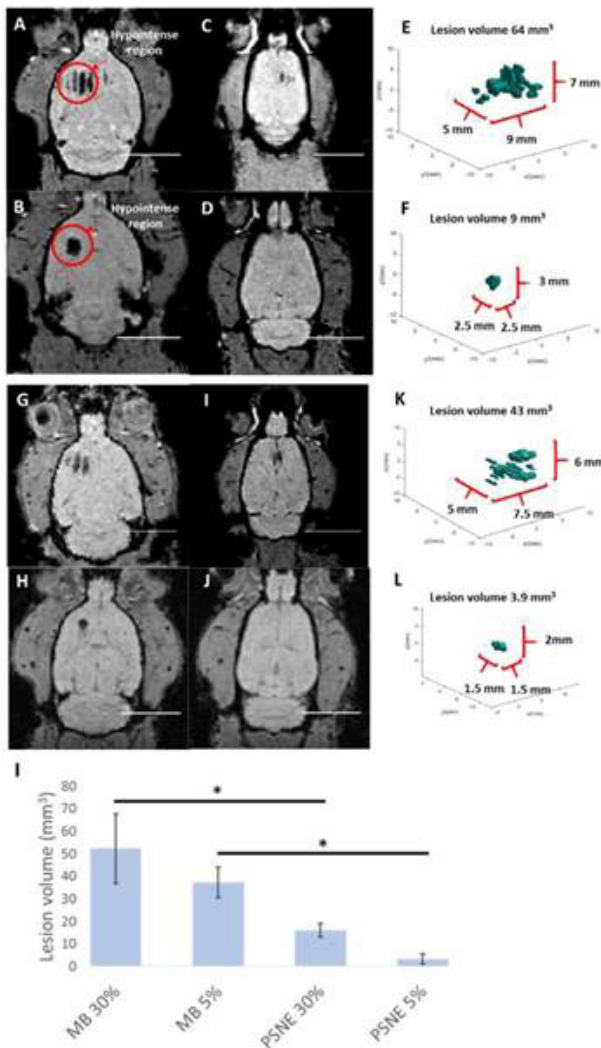 A
Hypointense
region
C
E
Lesion volume 64 mm³
7 mm
5 mm
9 mm
B
Hypointense
region
D
F
Lesion volume 9 mm³
3 mm
2.5 mm
2.5 mm
G
I
K
Lesion volume 43 mm³
6 mm
5 mm
7.5 mm
H
J
L
Lesion volume 3.9 mm³
2mm
1.5 mm
1.5 mm
I
Lesion volume (mm³)
80
70
60
50
40
30
20
10
0
*
*
MB 30%
MB 5%
PSNE 30%
PSNE 5%